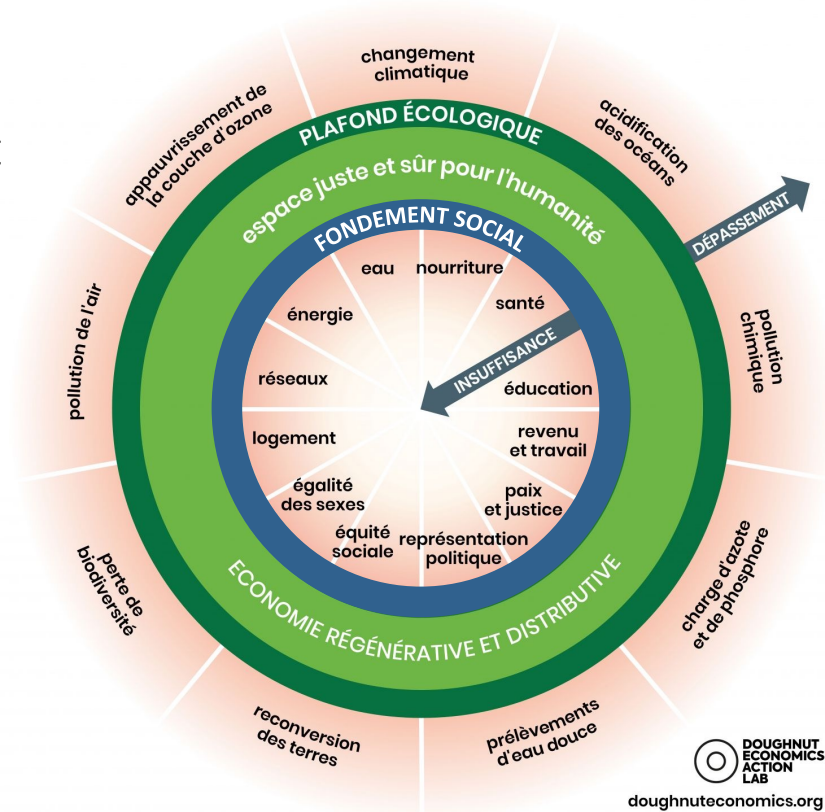 changement
climatique
acidification
des océans
pollution
chimique
charge d'azote
et de phosphore
prélèvements
d'eau douce
reconversion
des terres
perte de
biodiversité
pollution de l'air
appauvrissement de
la couche d'ozone
PLAFOND ÉCOLOGIQUE
espace juste et sûr pour l'humanité
FONDEMENT SOCIAL
DÉPASSEMENT
eau
nourriture
santé
INSUFFISANCE
éducation
revenu
et travail
paix
et justice
représentation
politique
équité
sociale
égalité
des sexes
logement
réseaux
énergie
ECONOMIE RÉGÉNÉRATIVE ET DISTRIBUTIVE
DOUGHNUT
ECONOMICS
ACTION
LAB
doughnuteconomics.org